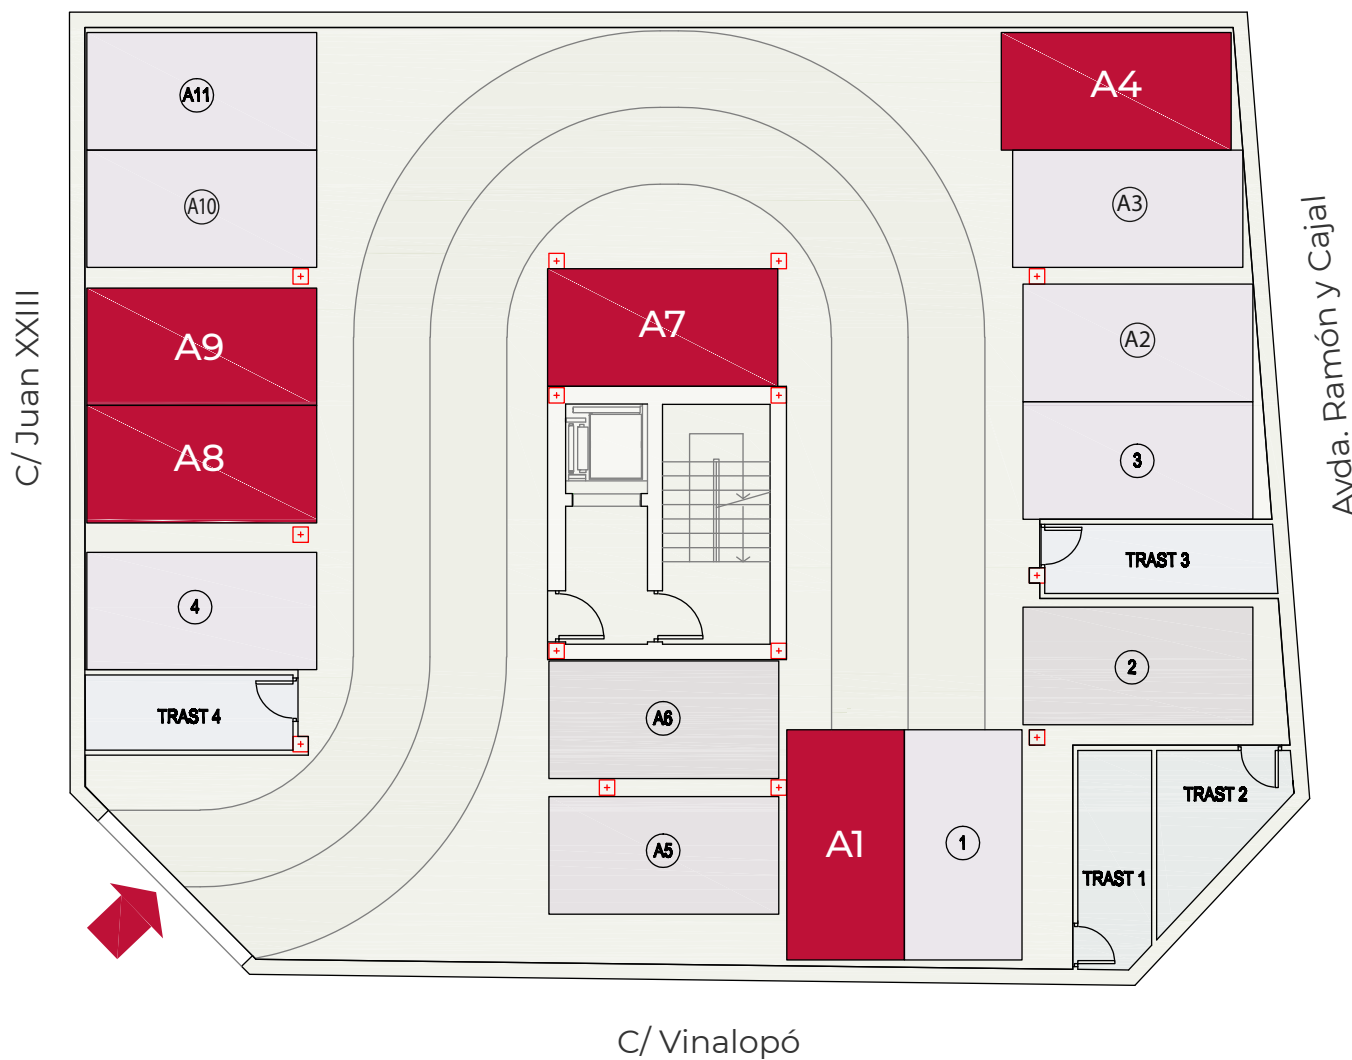 A11
A4
A10
A3
C/ Juan XXIII
Avda. Ramón y Cajal
A9
A7
A2
A8
3
TRAST 3
4
2
TRAST 4
A6
TRAST 2
A5
A1
1
TRAST 1
C/ Vinalopó